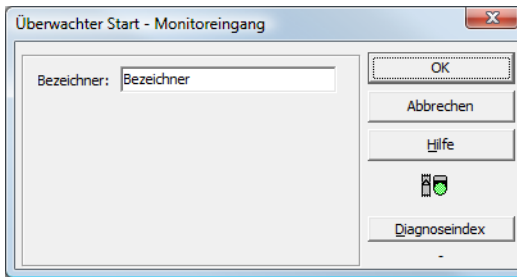 Überwachter Start - Monitoreingang
Bezeichner: Bezeichner
OK
Abbrechen
Hilfe
Diagnoseindex
-